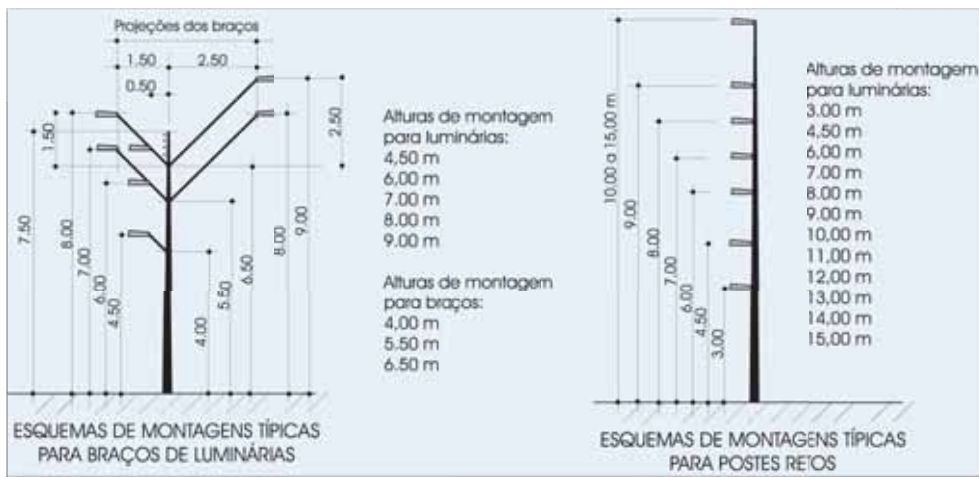 Projeções dos braços
1.50
2.50
0.50
1.50
2.50
7.50
8.00
7.00
6.00
4.50
4.00
5.50
6.50
8.00
9.00
Alturas de montagem
para luminárias:
4,50 m
6,00 m
7.00 m
8.00 m
9.00 m
Alturas de montagem
para braços:
4,00 m
5.50 m
6.50 m
ESQUEMAS DE MONTAGENS TÍPICAS
PARA BRAÇOS DE LUMINÁRIAS
10.00 a 15.00 m
9.00
8.00
7.00
6.00
4.50
3.00
Alturas de montagem
para luminárias:
3.00 m
4,50 m
6,00 m
7.00 m
8.00 m
9.00 m
10,00 m
11,00 m
12,00 m
13,00 m
14,00 m
15,00 m
ESQUEMAS DE MONTAGENS TÍPICAS
PARA POSTES RETOS